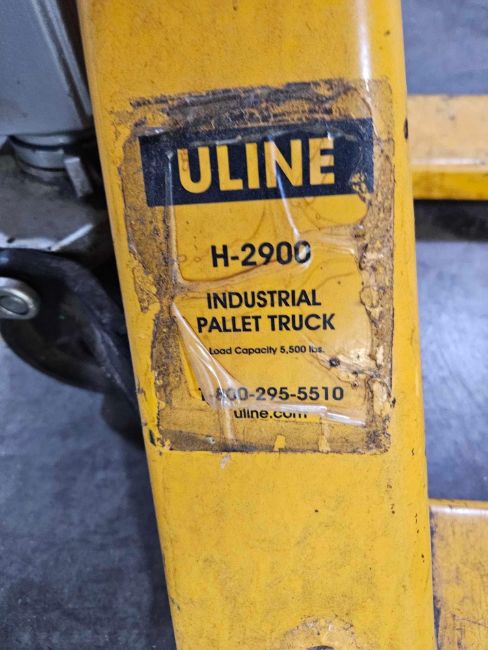 ULINE
H-2900
INDUSTRIAL
PALLET TRUCK
Load Capacity 5,500 lbs.
1-800-295-5510
uline.com